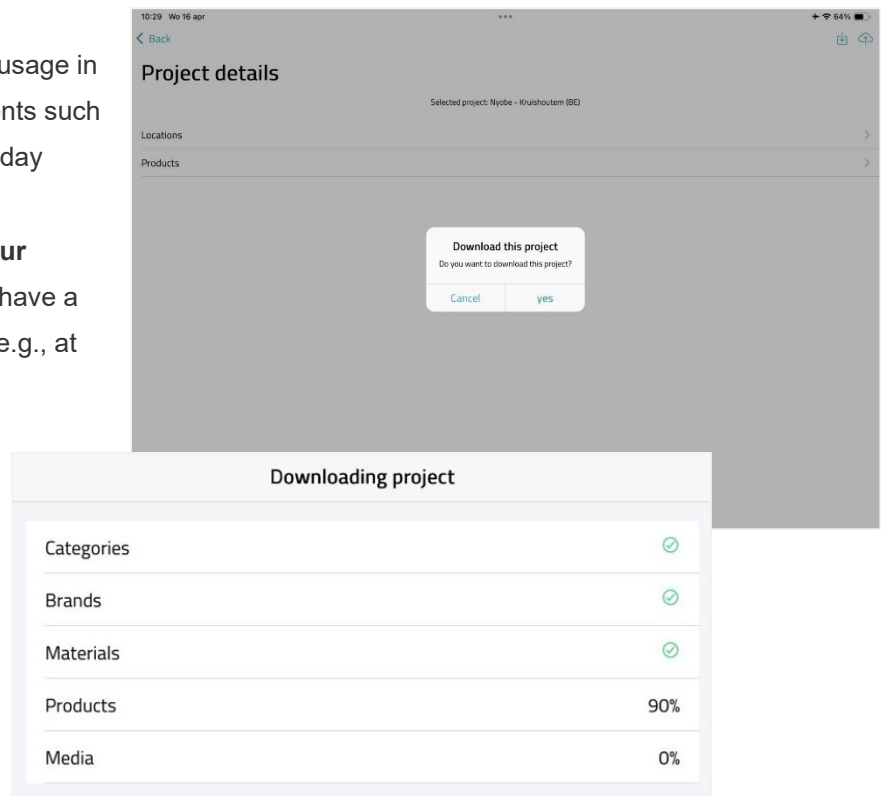 usage in
nts such
day
ur
have a
e.g., at
10:29 Wo 16 apr
64%
Back
Project details
Selected project: Nyobe - Kruishoutem (BE)
Locations
Products
Download this project
Do you want to download this project?
Cancel yes
Downloading project
Categories
Brands
Materials
Products 90%
Media 0%